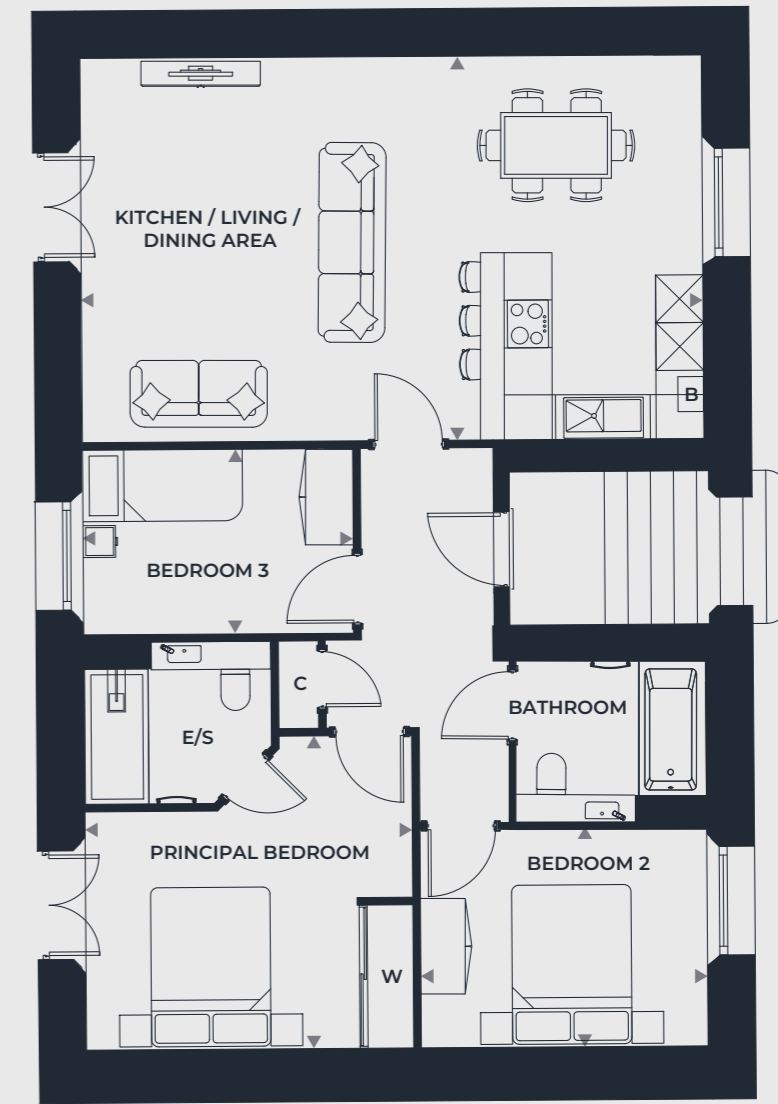 KITCHEN / LIVING /
DINING AREA
B
BEDROOM 3
C
BATHROOM
E/S
PRINCIPAL BEDROOM
BEDROOM 2
W